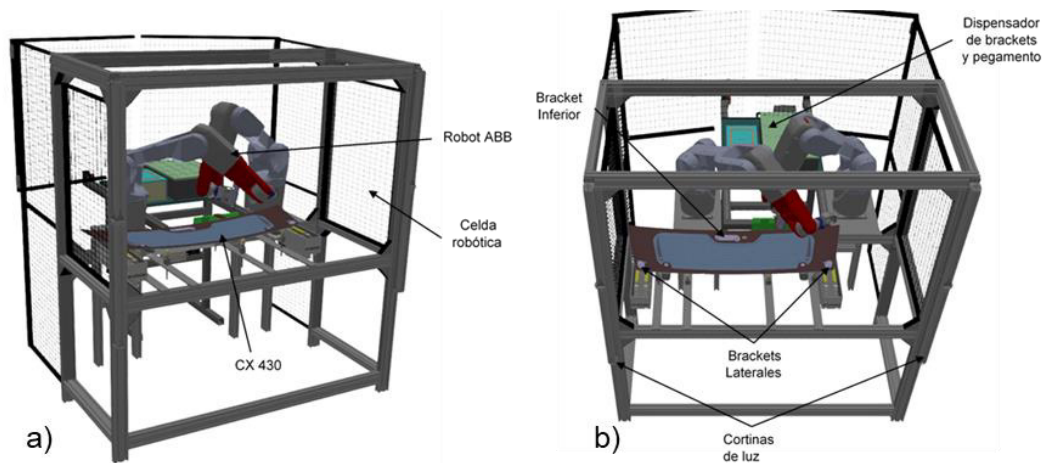 Robot ABB
Celda
robótica
CX 430
a)
Dispensador
de brackets
y pegamento
Bracket
Inferior
Brackets
Laterales
Cortinas
de luz
b)